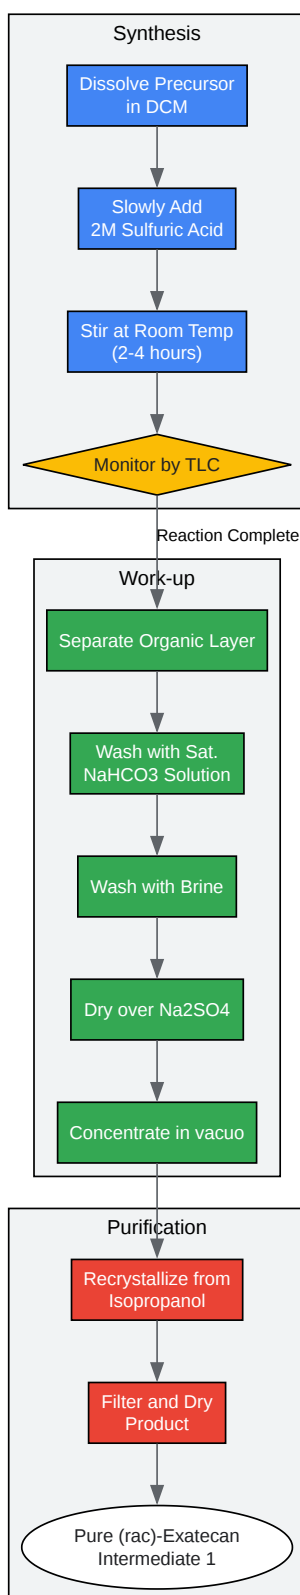 Synthesis
Dissolve Precursor
in DCM
Slowly Add
2M Sulfuric Acid
Stir at Room Temp
(2-4 hours)
Monitor by TLC
Reaction Complete
Work-up
Separate Organic Layer
Wash with Sat.
NaHCO3 Solution
Wash with Brine
Dry over Na2SO4
Concentrate in vacuo
Purification
Recrystallize from
Isopropanol
Filter and Dry
Product
Pure (rac)-Exatecan
Intermediate 1